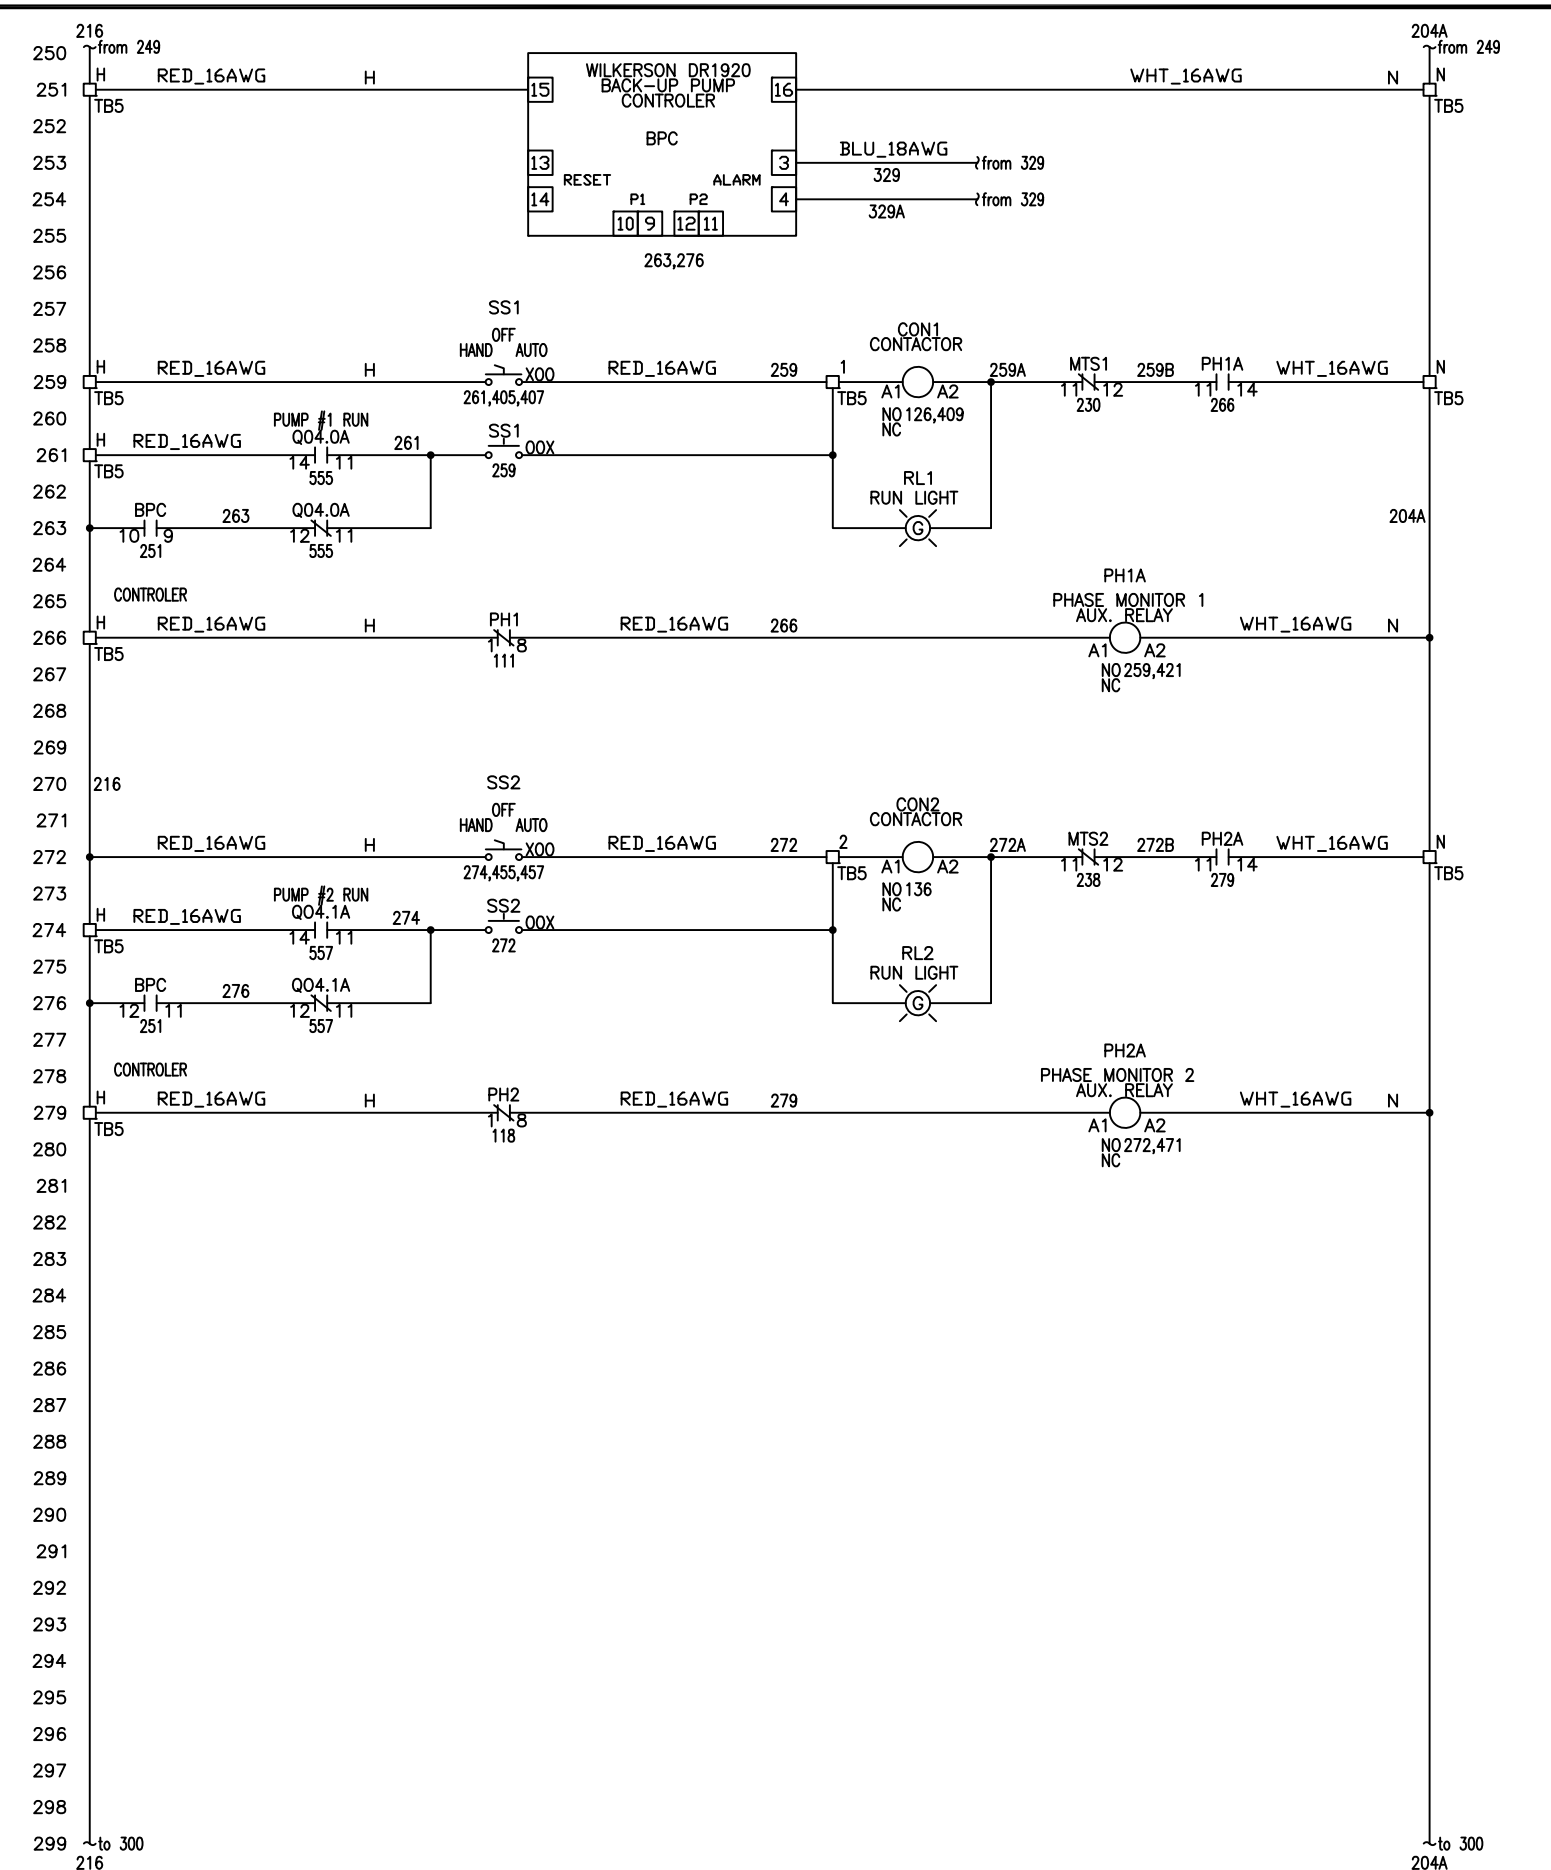 216
204A
250
from 249
from 249
H RED_16AWG H
WHT_16AWG N N
251
TB5
TB5
15
WILKERSON DR1920
BACK-UP PUMP
CONTROLER
16
BPC
252
253
13
3
BLU_18AWG
329
from 329
RESET
ALARM
254
14
P1
P2
4
329A
from 329
10 9 12 11
255
263,276
256
257
SS1
258
OFF
HAND AUTO
CON1
CONTACTOR
H RED_16AWG H
XOO
RED_16AWG 259
1
259A
MTS1
259B
PH1A
WHT_16AWG
N
259
TB5
261,405,407
TB5
A1 A2
11 12
230
11 14
266
TB5
NO 126,409
NC
260
PUMP #1 RUN
H RED_16AWG
Q04.0A
261
SS1
OOX
261
TB5
14 11
555
259
262
RL1
RUN LIGHT
263
BPC
263
Q04.0A
G
204A
10 9
251
12 11
555
264
PH1A
265
CONTROLER
PHASE MONITOR 1
AUX. RELAY
H RED_16AWG H
PH1
RED_16AWG 266
WHT_16AWG N
266
TB5
1 8
111
A1 A2
NO 259,421
NC
267
268
269
270
216
SS2
271
OFF
HAND AUTO
CON2
CONTACTOR
RED_16AWG H
XOO
RED_16AWG 272
2
272A
MTS2
272B
PH2A
WHT_16AWG
N
272
274,455,457
TB5
A1 A2
11 12
238
11 14
279
TB5
NO 136
NC
273
PUMP #2 RUN
H RED_16AWG
Q04.1A
274
SS2
OOX
274
TB5
14 11
557
272
275
RL2
RUN LIGHT
276
BPC
276
Q04.1A
G
12 11
251
12 11
557
277
PH2A
278
CONTROLER
PHASE MONITOR 2
AUX. RELAY
H RED_16AWG H
PH2
RED_16AWG 279
WHT_16AWG N
279
TB5
1 8
118
A1 A2
NO 272,471
NC
280
281
282
283
284
285
286
287
288
289
290
291
292
293
294
295
296
297
298
299
to 300
to 300
216
204A